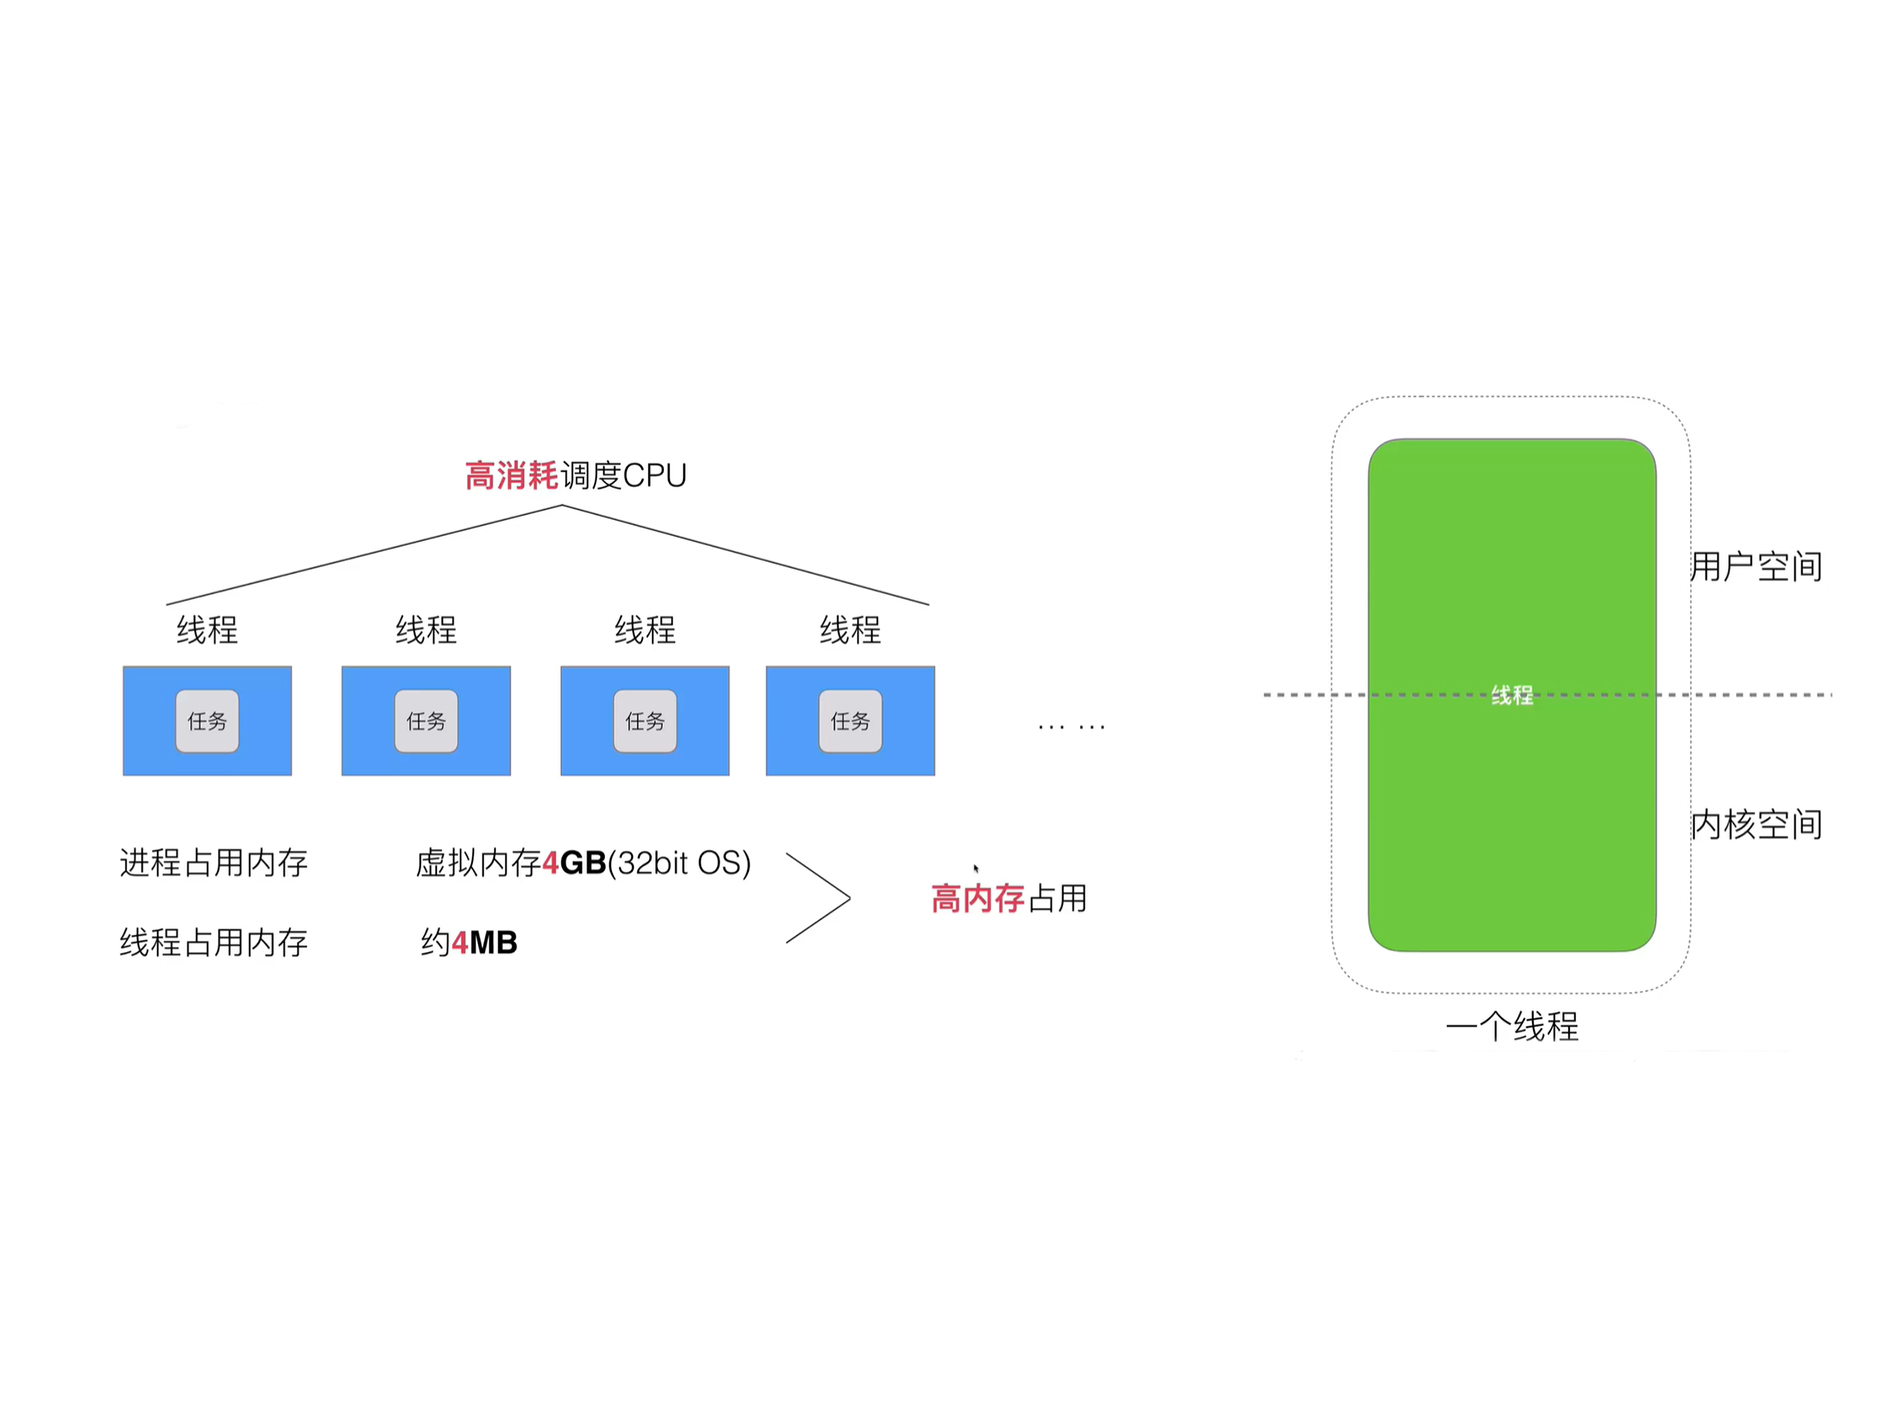 高消耗调度CPU
线程 线程 线程 线程
任务 任务 任务 任务 … …
进程占用内存 虚拟内存4GB(32bit OS)
线程占用内存 约4MB
高内存占用
用户空间
线程
内核空间
一个线程